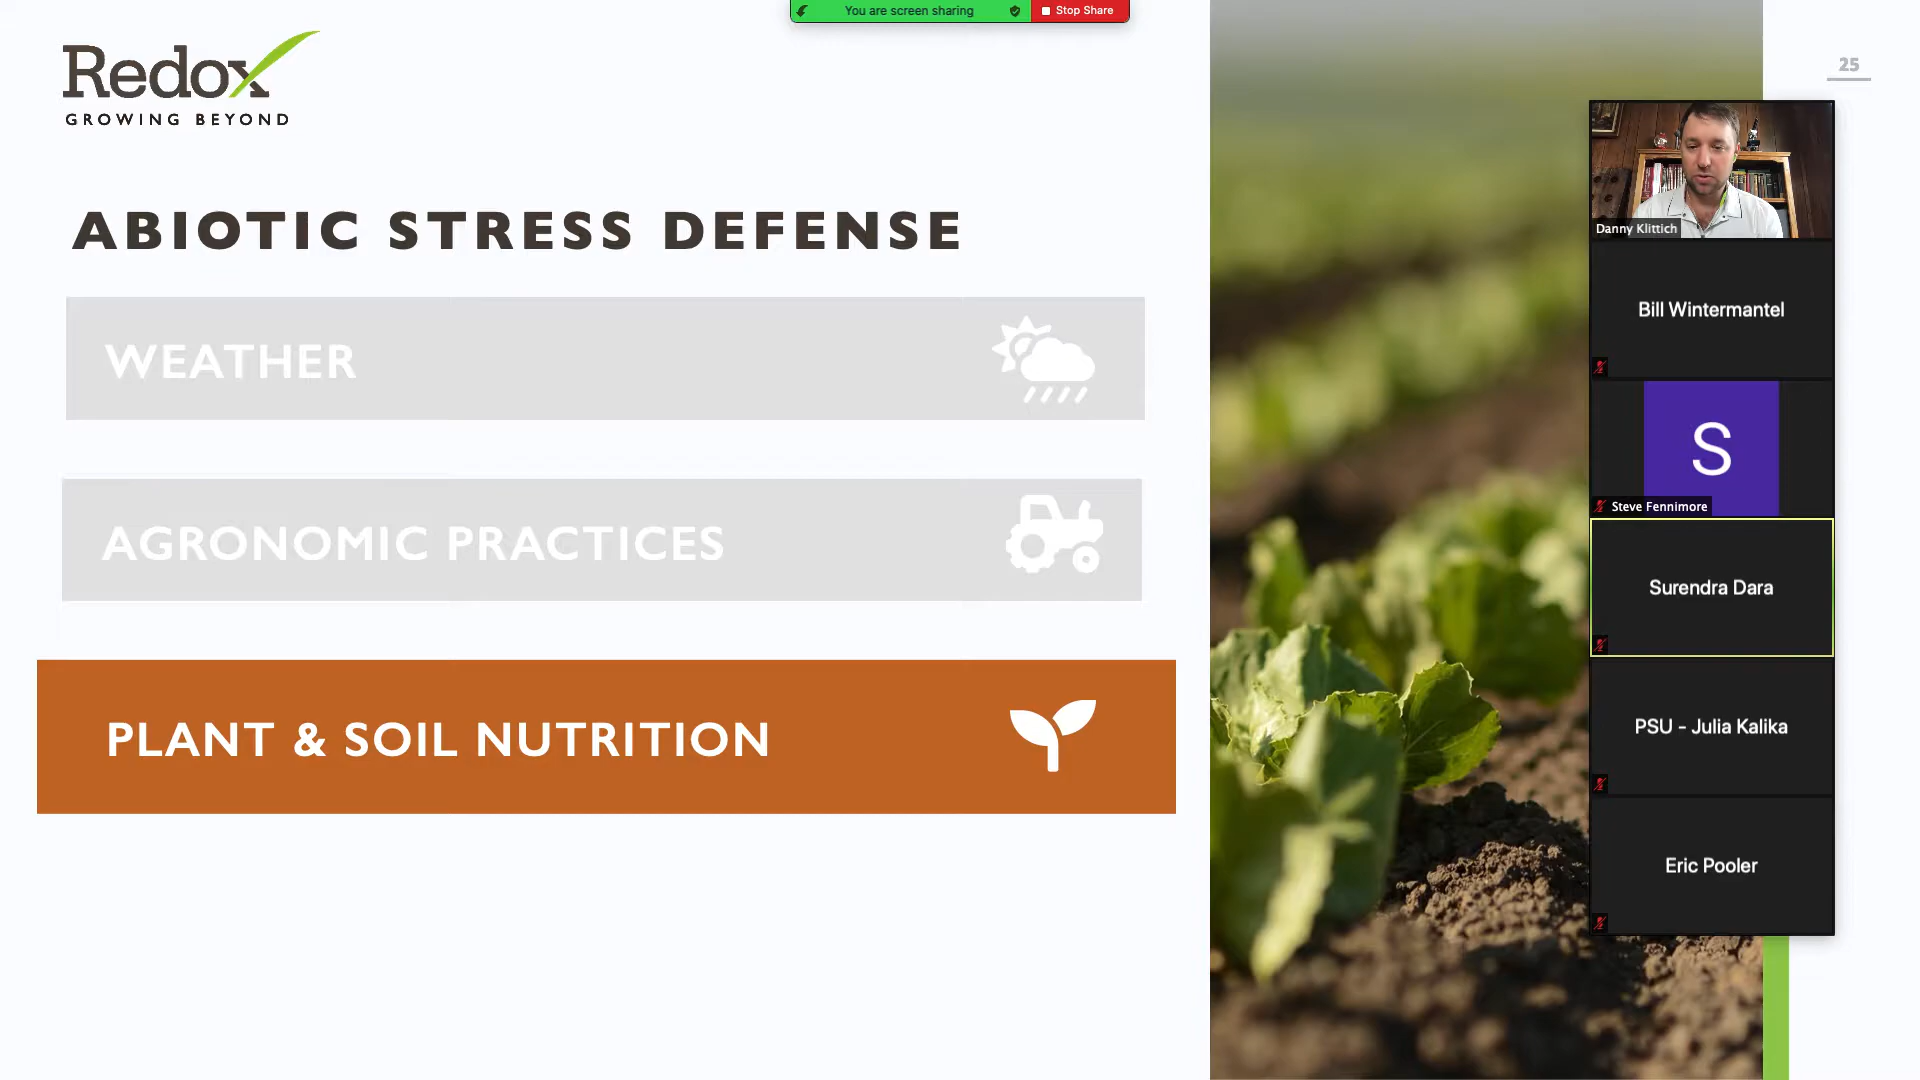 You are screen sharing
Stop Share
Redox
GROWING BEYOND
25
ABIOTIC STRESS DEFENSE
WEATHER
AGRONOMIC PRACTICES
PLANT & SOIL NUTRITION
Danny Klittich
Bill Wintermantel
S
Steve Fennimore
Surendra Dara
PSU - Julia Kalika
Eric Pooler